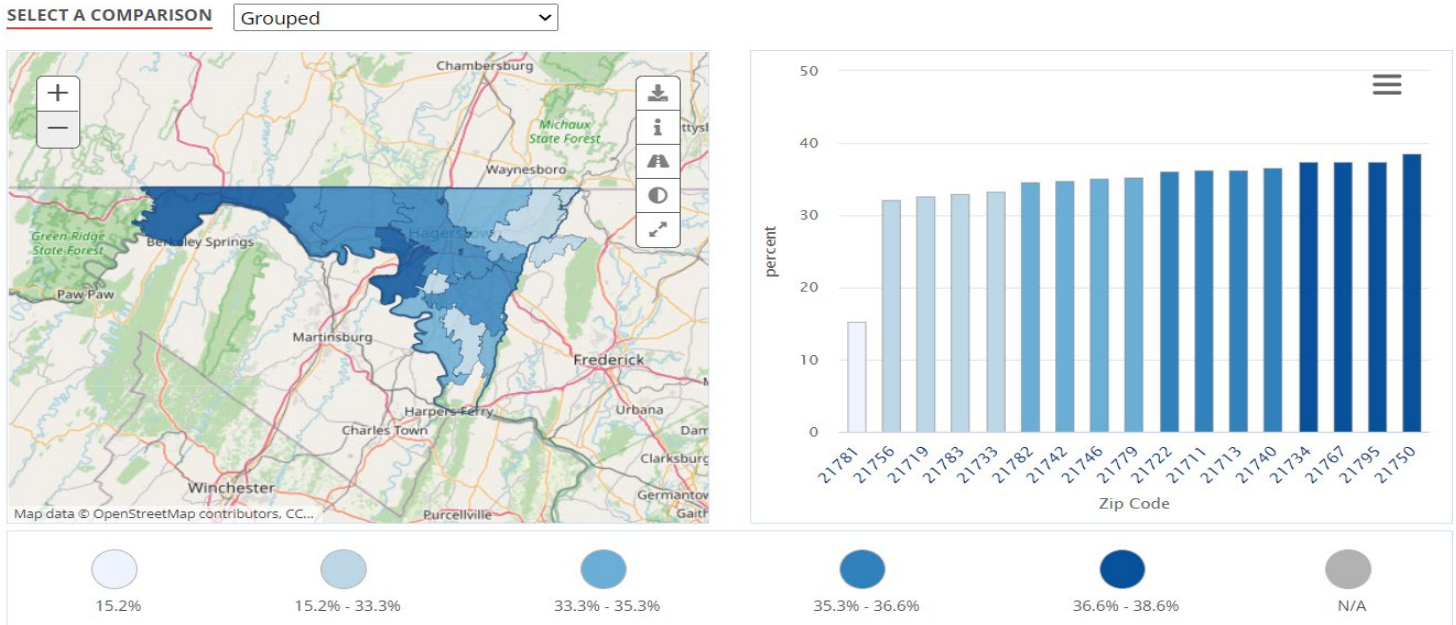 SELECT A COMPARISON
Grouped
+
−
i
Chambersburg
Michaux
State Forest
Waynesboro
Hagerstown
Green Ridge
State Forest
Berkeley Springs
Paw Paw
Martinsburg
Frederick
Harpers Ferry
Urbana
Charles Town
Dam
Clarksburg
Winchester
Germantow
Purcellville
Gaith
Map data © OpenStreetMap contributors, CC...
50
40
30
20
10
0
percent
21781 21756 21719 21783 21733 21782 21742 21746 21779 21722 21711 21713 21740 21734 21767 21795 21750
Zip Code
15.2% 15.2% - 33.3% 33.3% - 35.3% 35.3% - 36.6% 36.6% - 38.6% N/A